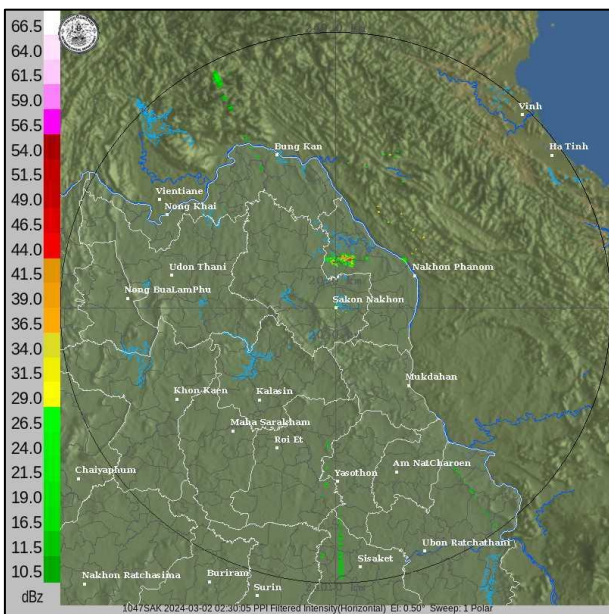 66.5
64.0
61.5
59.0
56.5
54.0
51.5
49.0
46.5
44.0
41.5
39.0
36.5
34.0
31.5
29.0
26.5
24.0
21.5
19.0
16.5
13.0
10.5
dBz
Vinh
Ha Tinh
Bung Kan
Vientiane
Nong Khai
Udon Thani
Nakhon Phanom
Nong BuaLamPhu
Sakon Nakhon
Mukdahan
Khon Kaen
Kalasin
Maha Sarakham
Roi Et
Chaiyaphum
Yasothon
Am NatCharoen
Ubon Ratchathani
Sisaket
Nakhon Ratchasima
Buriram
Surin
1047SAK 2024-03-02 02:30:05 PPI Filtered Intensity(Horizontal) El: 0.50° Sweep: 1 Polar